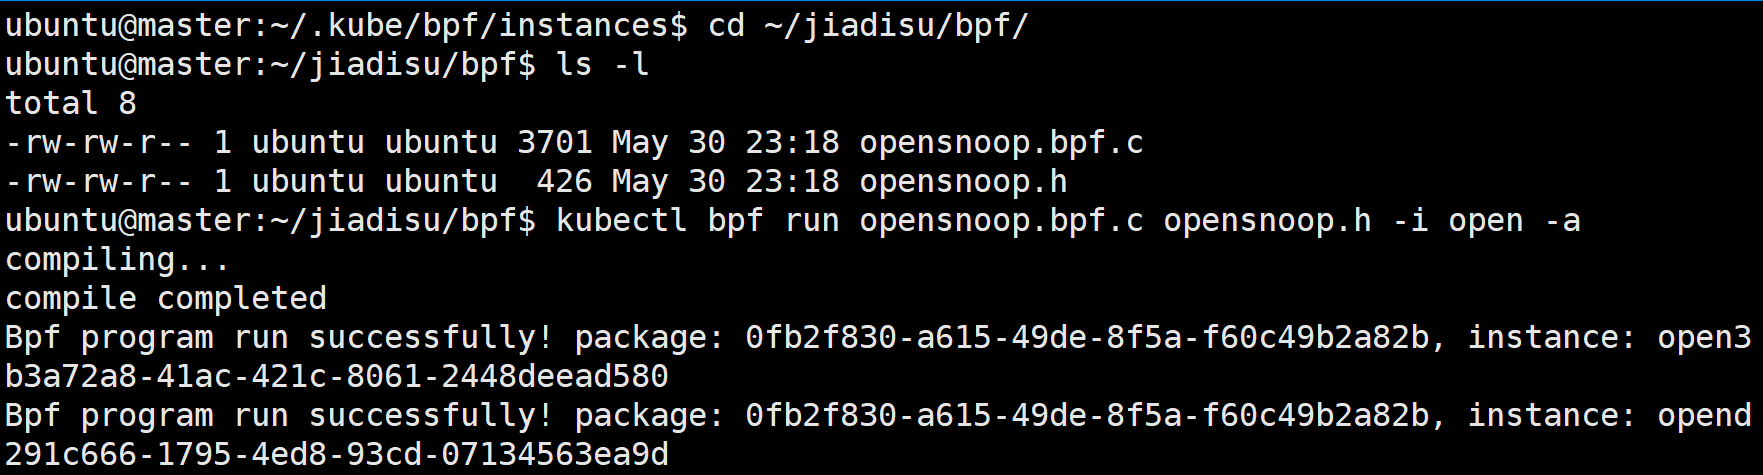 ubuntu@master:~/.kube/bpf/instances$ cd ~/jiadisu/bpf/
ubuntu@master:~/jiadisu/bpf$ ls -l
total 8
-rw-rw-r-- 1 ubuntu ubuntu 3701 May 30 23:18 opensnoop.bpf.c
-rw-rw-r-- 1 ubuntu ubuntu  426 May 30 23:18 opensnoop.h
ubuntu@master:~/jiadisu/bpf$ kubectl bpf run opensnoop.bpf.c opensnoop.h -i open -a
compiling...
compile completed
Bpf program run successfully! package: 0fb2f830-a615-49de-8f5a-f60c49b2a82b, instance: open3
b3a72a8-41ac-421c-8061-2448deead580
Bpf program run successfully! package: 0fb2f830-a615-49de-8f5a-f60c49b2a82b, instance: opend
291c666-1795-4ed8-93cd-07134563ea9d